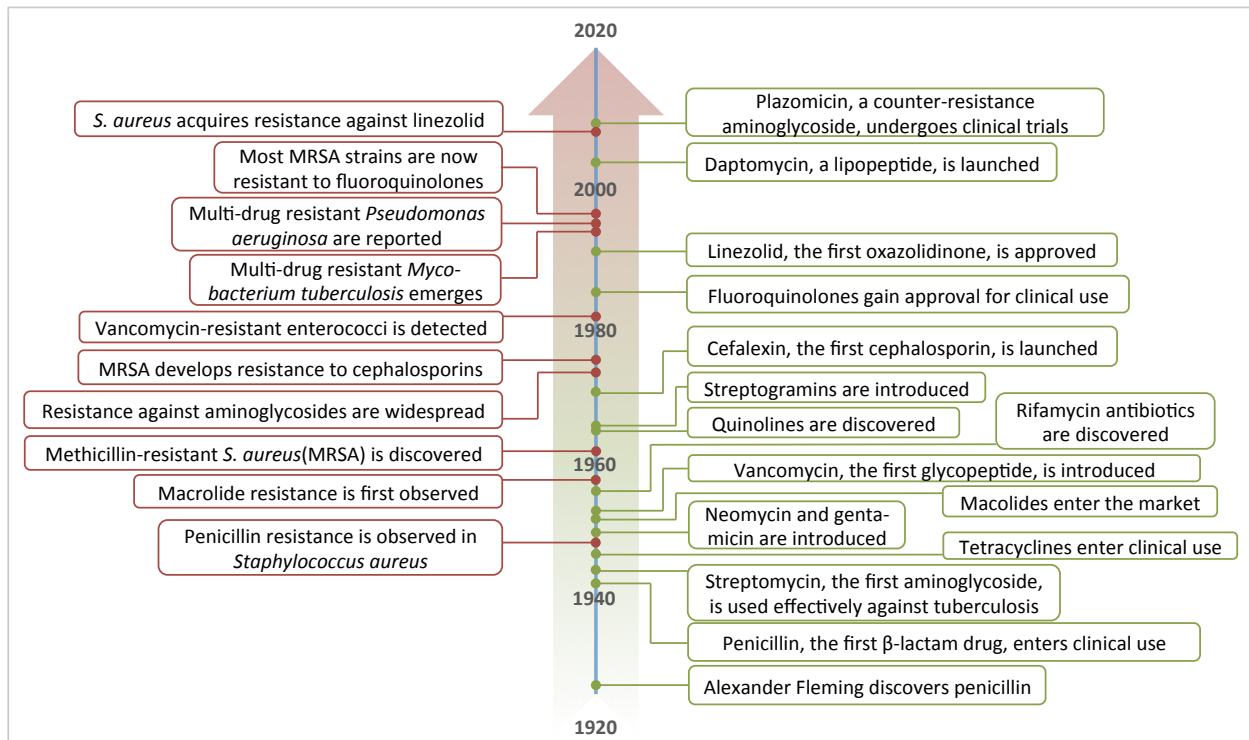 2020
S. aureus acquires resistance against linezolid
Plazomicin, a counter-resistance
aminoglycoside, undergoes clinical trials
Most MRSA strains are now
resistant to fluoroquinolones
Daptomycin, a lipopeptide, is launched
2000
Multi-drug resistant Pseudomonas
aeruginosa are reported
Linezolid, the first oxazolidinone, is approved
Multi-drug resistant Myco-
bacterium tuberculosis emerges
Fluoroquinolones gain approval for clinical use
Vancomycin-resistant enterococci is detected
1980
Cefalexin, the first cephalosporin, is launched
MRSA develops resistance to cephalosporins
Streptogramins are introduced
Resistance against aminoglycosides are widespread
Quinolines are discovered
Rifamycin antibiotics
are discovered
Methicillin-resistant S. aureus(MRSA) is discovered
1960
Vancomycin, the first glycopeptide, is introduced
Macrolide resistance is first observed
Macolides enter the market
Neomycin and genta-
micin are introduced
Penicillin resistance is observed in
Staphylococcus aureus
Tetracyclines enter clinical use
Streptomycin, the first aminoglycoside,
is used effectively against tuberculosis
1940
Penicillin, the first β-lactam drug, enters clinical use
Alexander Fleming discovers penicillin
1920